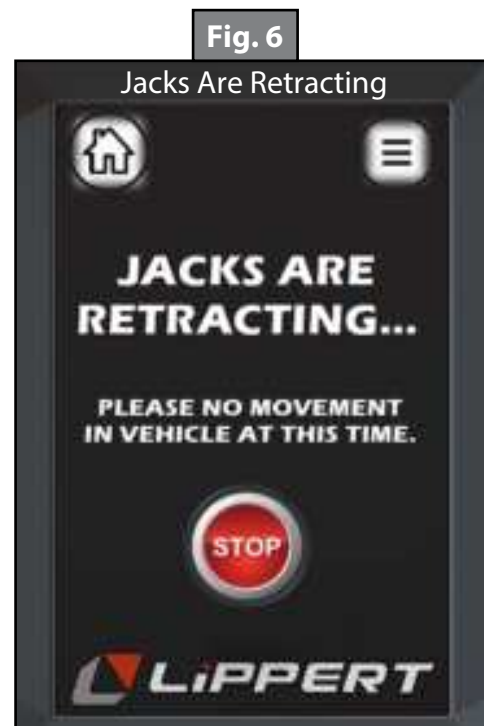 Fig. 6
Jacks Are Retracting
JACKS ARE
RETRACTING...
PLEASE NO MOVEMENT
IN VEHICLE AT THIS TIME.
STOP
LiPPERT